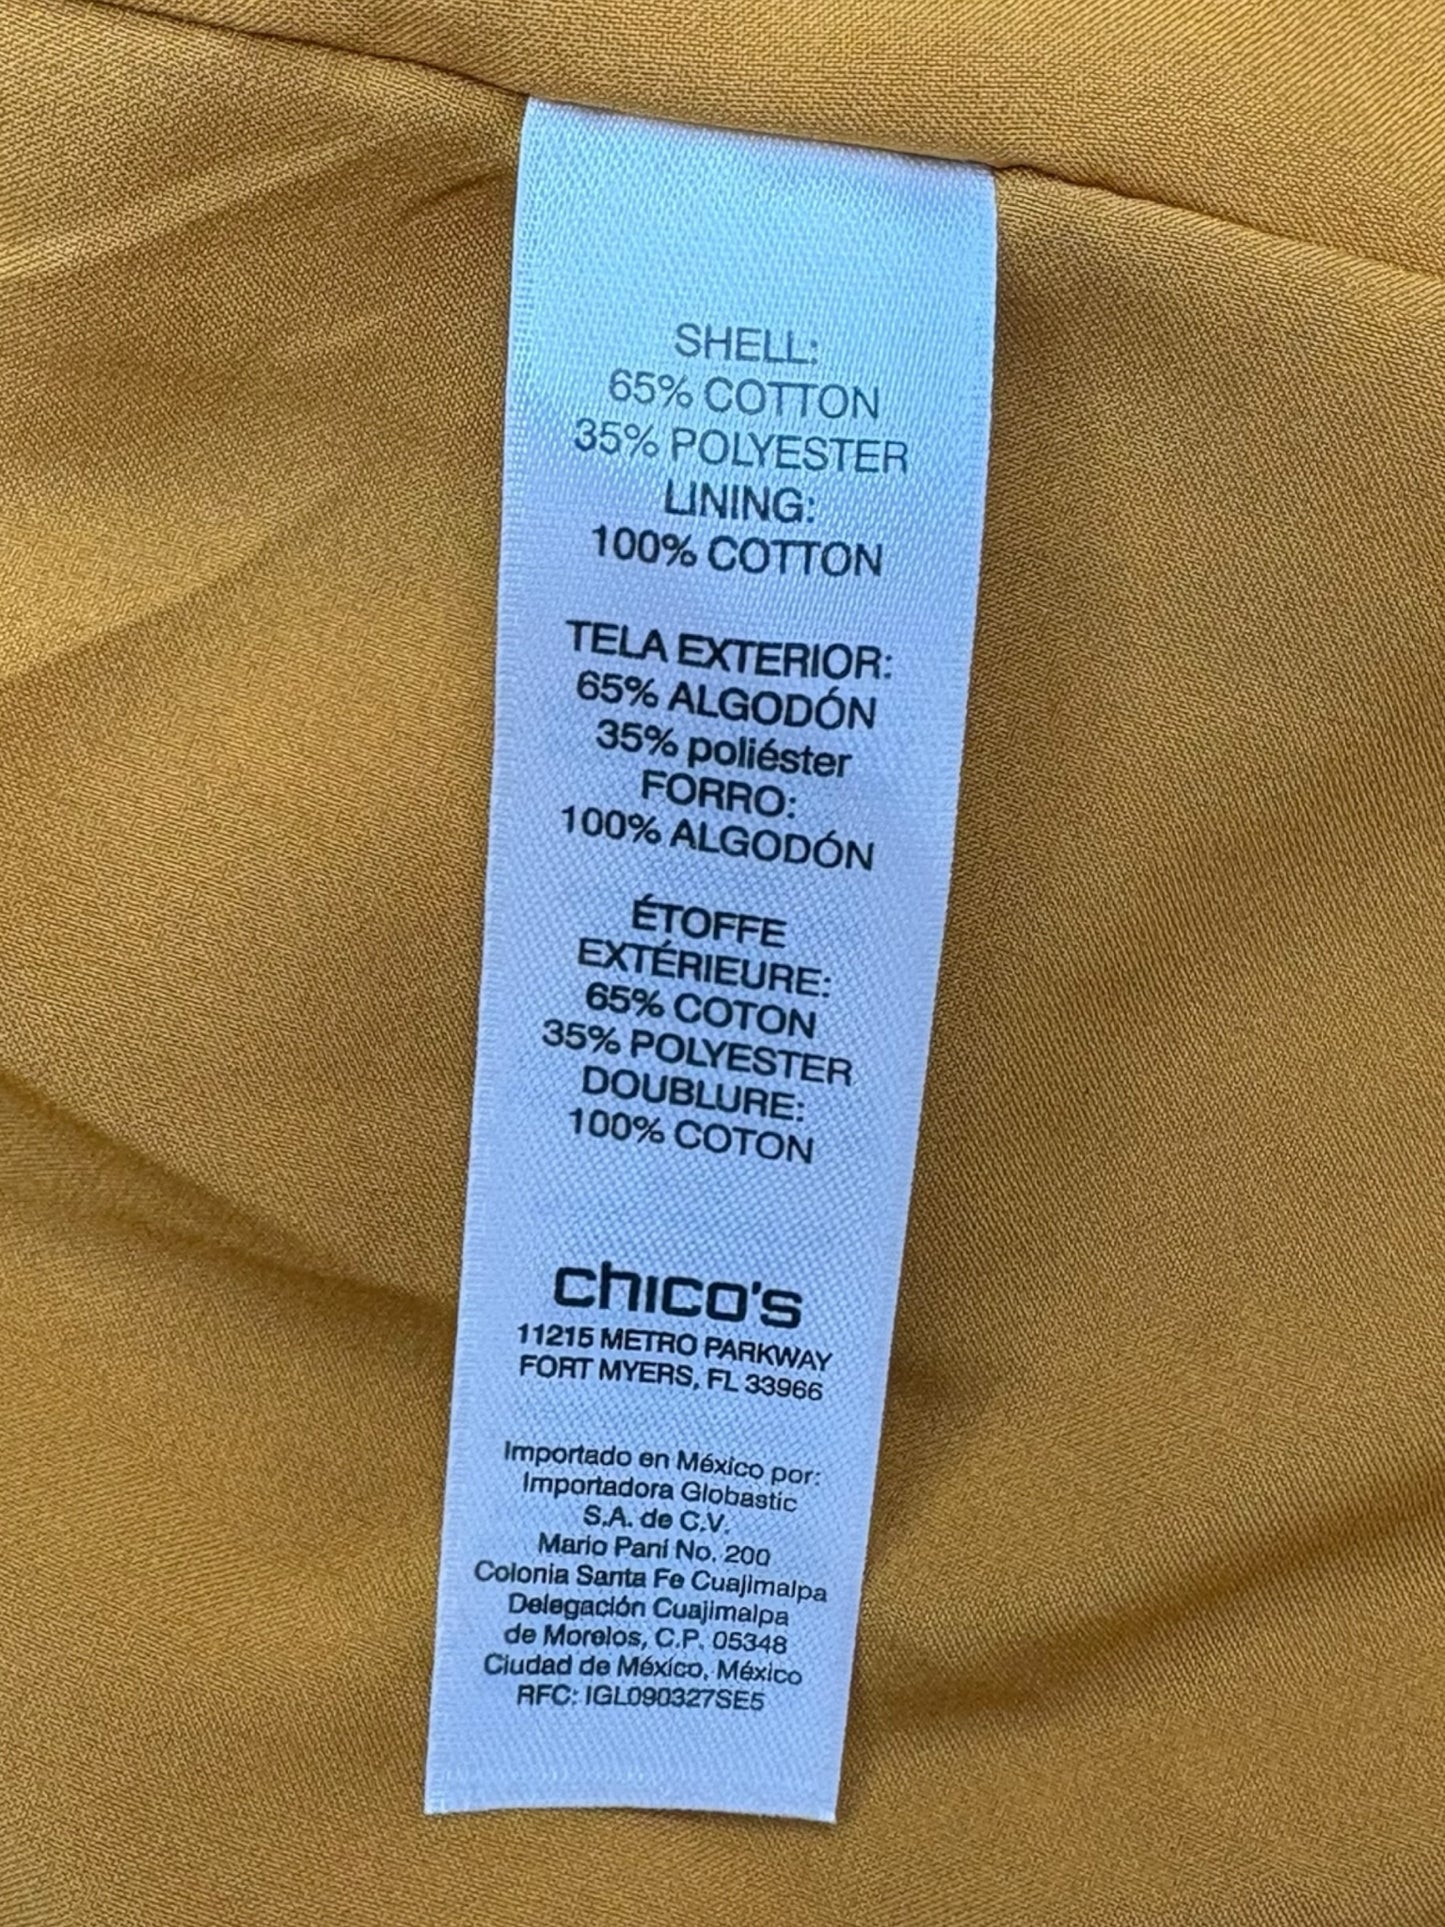 SHELL:
65% COTTON
35% POLYESTER
LINING:
100% COTTON
TELA EXTERIOR:
65% ALGODÓN
35% poliéster
FORRO:
100% ALGODÓN
ÉTOFFE
EXTÉRIEURE:
65% COTON
35% POLYESTER
DOUBLURE:
100% COTON
chico's
11215 METRO PARKWAY
FORT MYERS, FL 33966
Importado en México por:
Importadora Globastic
S.A. de C.V.
Mario Pani No. 200
Colonia Santa Fe Cuajimalpa
Delegación Cuajimalpa
de Morelos, C.P. 05348
Ciudad de México, México
RFC: IGL090327SE5